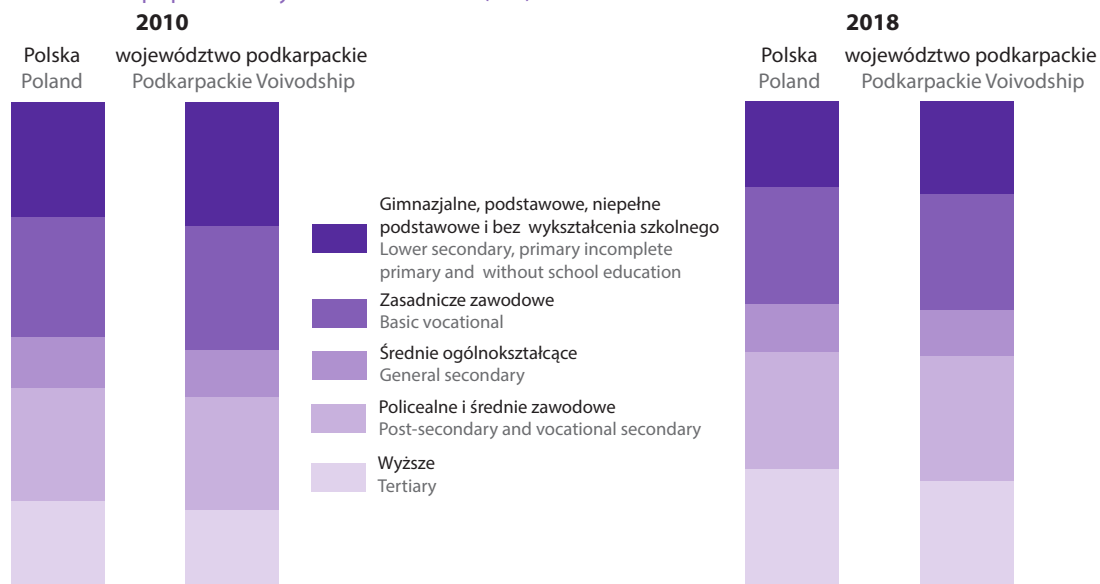 2010
Polska
Poland
województwo podkarpackie
Podkarpackie Voivodship
2018
Polska
Poland
województwo podkarpackie
Podkarpackie Voivodship
Gimnazjalne, podstawowe, niepełne
podstawowe i bez wykształcenia szkolnego
Lower secondary, primary incomplete
primary and without school education
Zasadnicze zawodowe
Basic vocational
Średnie ogólnokształcące
General secondary
Policealne i średnie zawodowe
Post-secondary and vocational secondary
Wyższe
Tertiary